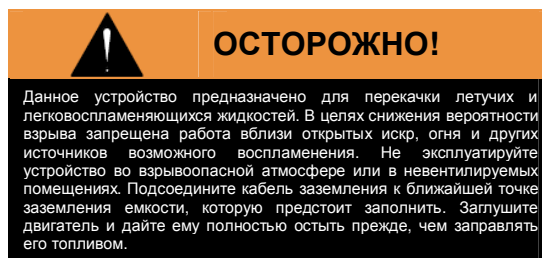 ОСТОРОЖНО!
Данное устройство предназначено для перекачки летучих и
легковоспламеняющихся жидкостей. В целях снижения вероятности
взрыва запрещена работа вблизи открытых искр, огня и других
источников возможного воспламенения. Не эксплуатируйте
устройство во взрывоопасной атмосфере или в невентилируемых
помещениях. Подсоедините кабель заземления к ближайшей точке
заземления емкости, которую предстоит заполнить. Заглушите
двигатель и дайте ему полностью остыть прежде, чем заправлять
его топливом.